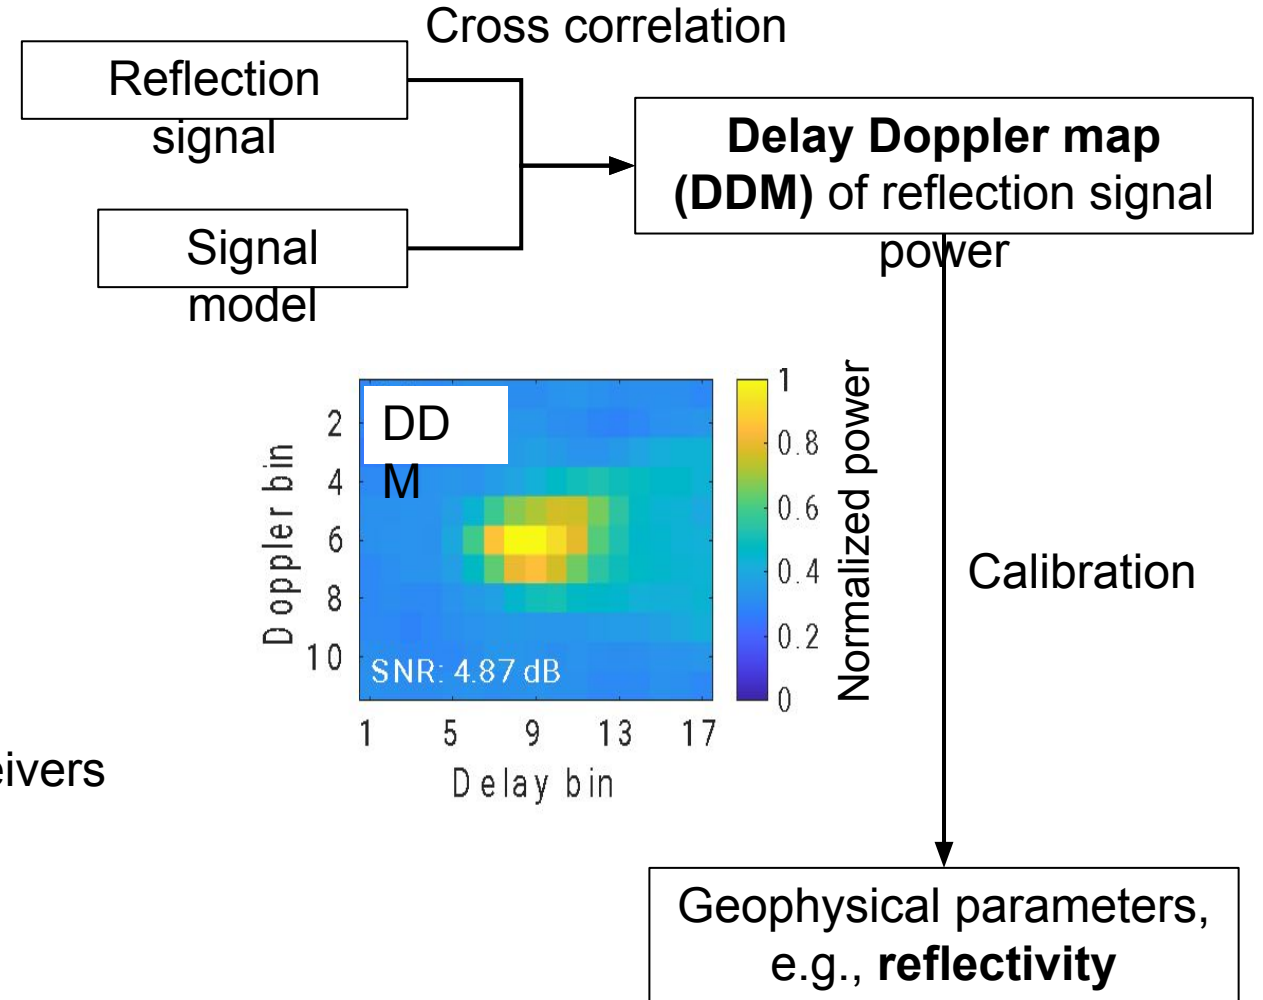 Cross correlation
Reflection
signal
Signal
model
Delay Doppler map
(DDM) of reflection signal
power
DD
M
SNR: 4.87 dB
2
4
6
8
10
Doppler bin
1
5
9
13
17
Delay bin
1
0.8
0.6
0.4
0.2
0
Normalized power
Calibration
eivers
Geophysical parameters,
e.g., reflectivity